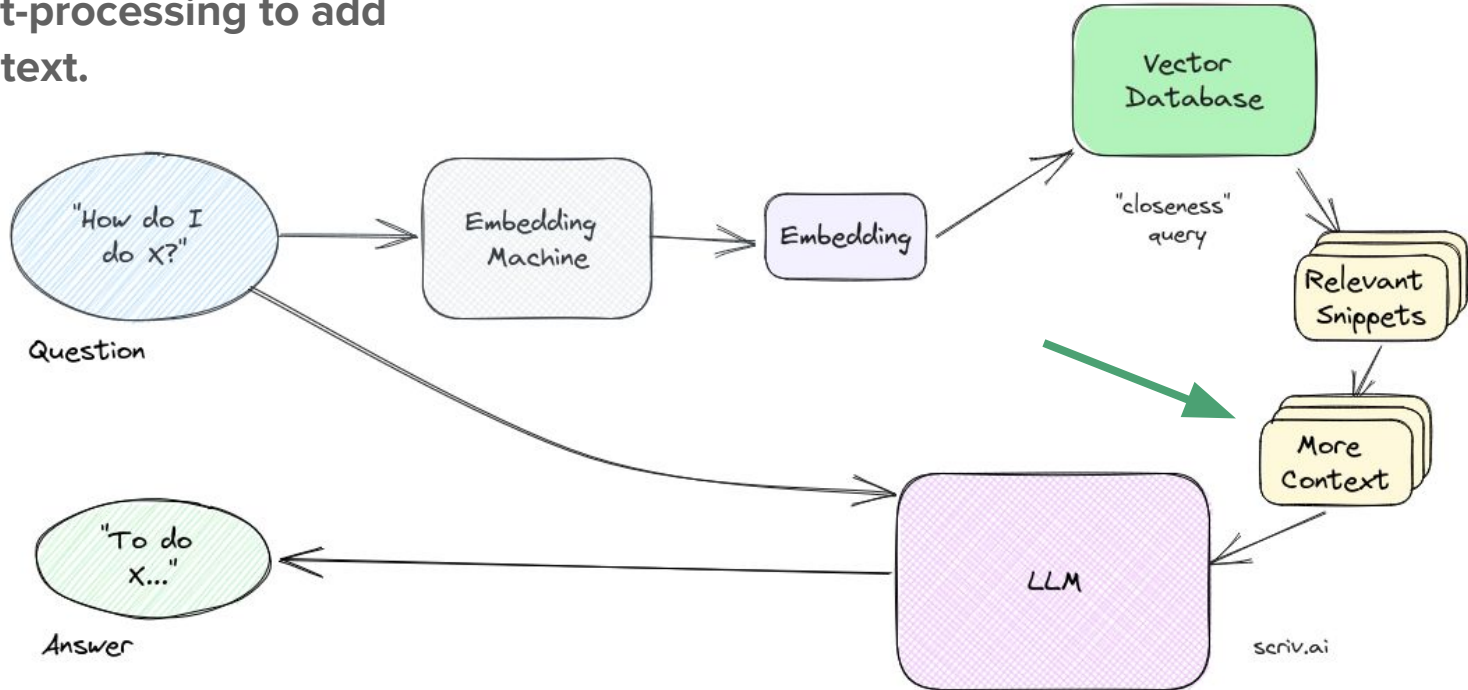 t-processing to add
text.
Vector
Database
"How do I
do X?"
Embedding
Machine
Embedding
"closeness"
query
Relevant
Snippets
Question
More
Context
"To do
X..."
LLM
Answer
scriv.ai